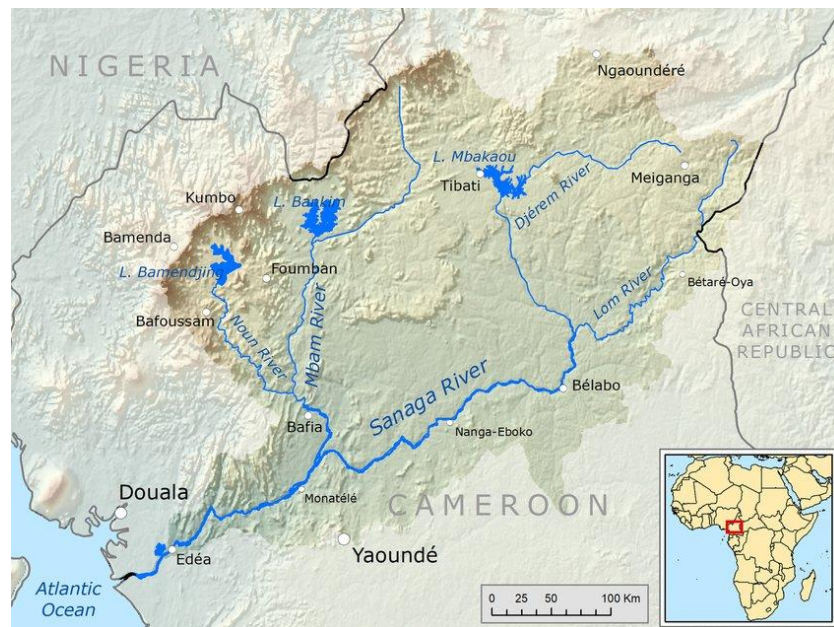 NIGERIA
Ngaoundéré
L. Mbakaou
Tibati
Meiganga
Djérem River
Kumbo
L. Bankim
Bamenda
L. Bamendjing
Foumban
Bafoussam
Noun River
Mbam River
Lom River
Bétaré-Oya
CENTRAL
AFRICAN
REPUBLIC
Sanaga River
Bélabo
Bafia
Nanga-Eboko
Monatélé
CAMEROON
Douala
Yaoundé
Edéa
Atlantic
Ocean
0 25 50 100 Km